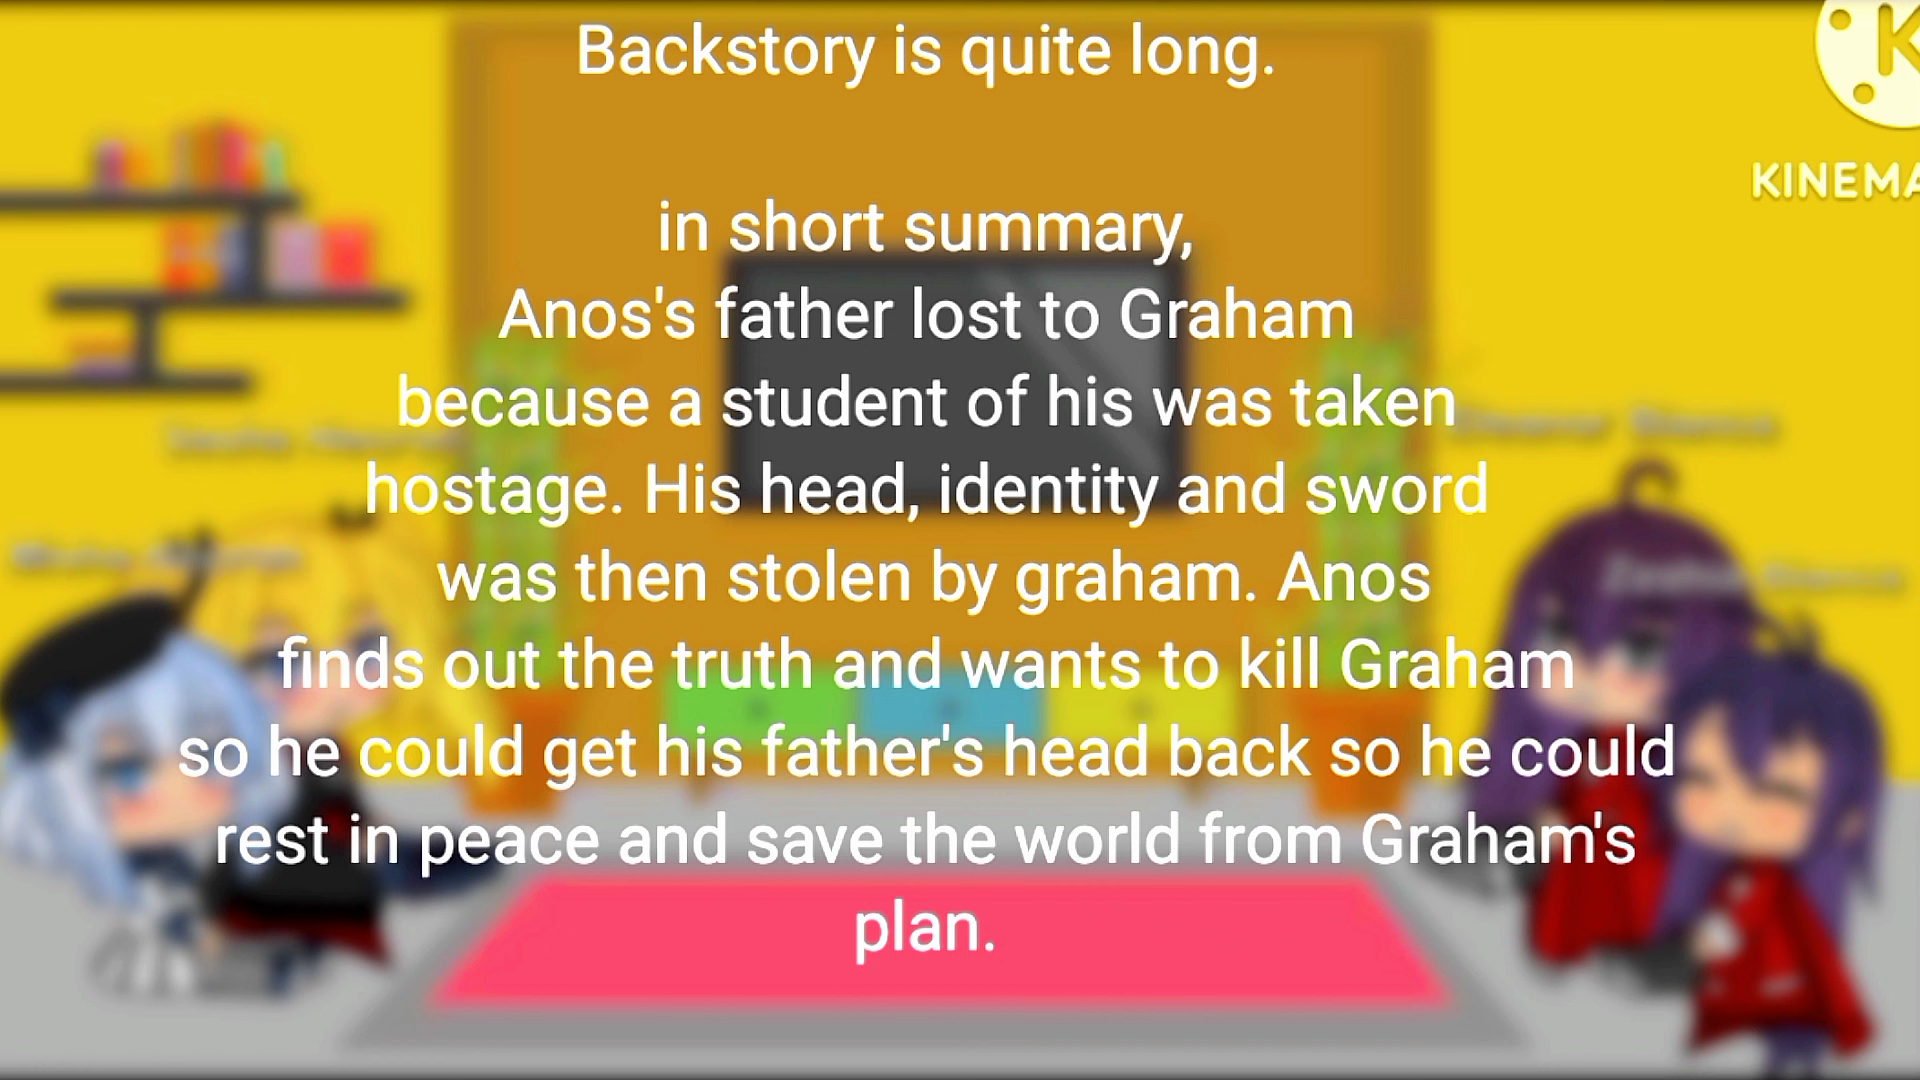 Backstory is quite long.
in short summary,
Anos's father lost to Graham
because a student of his was taken
hostage. His head, identity and sword
was then stolen by graham. Anos
finds out the truth and wants to kill Graham
so he could get his father's head back so he could
rest in peace and save the world from Graham's
plan.
K
KINEMA